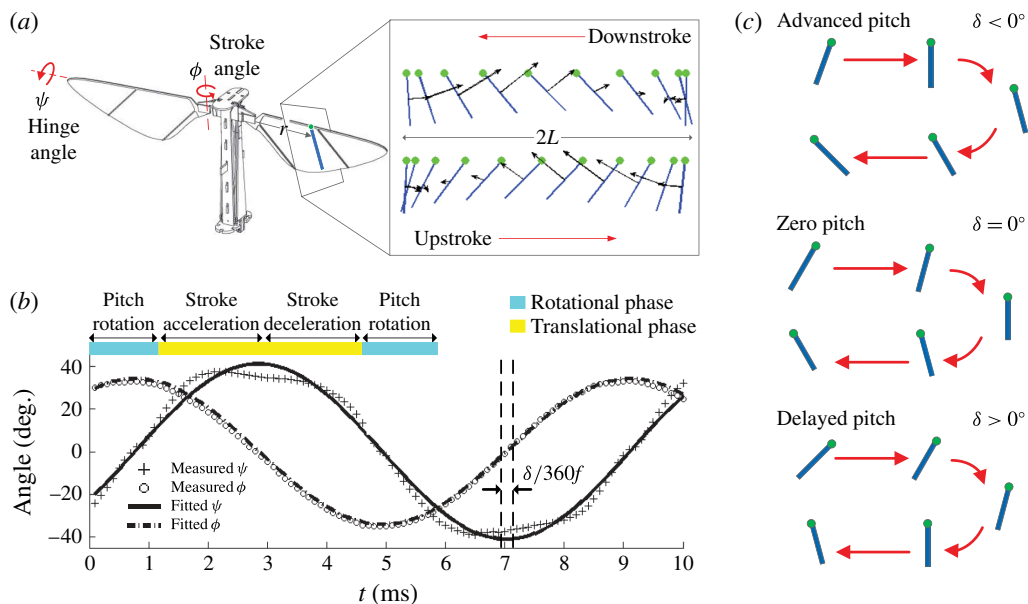 (a)
Stroke
angle
ϕ
ψ
Hinge
angle
r
Downstroke
2L
Upstroke
(b)
Pitch
rotation
Stroke
acceleration
Stroke
deceleration
Pitch
rotation
Rotational phase
Translational phase
Angle (deg.)
40
20
0
−20
−40
Measured ψ
Measured ϕ
Fitted ψ
Fitted ϕ
δ/360f
0 1 2 3 4 5 6 7 8 9 10
t (ms)
(c)
Advanced pitch δ < 0°
Zero pitch δ = 0°
Delayed pitch δ > 0°